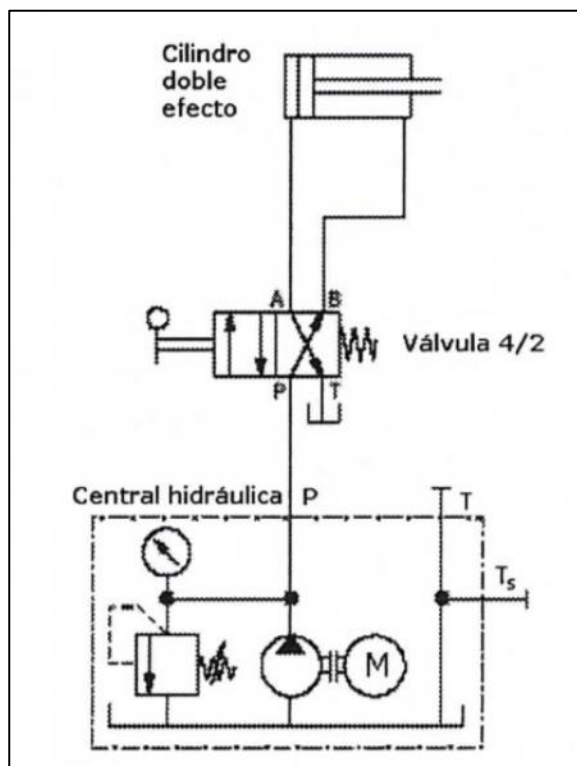 Cilindro
doble
efecto
A B
Válvula 4/2
P T
Central hidráulica P
T
Ts
M